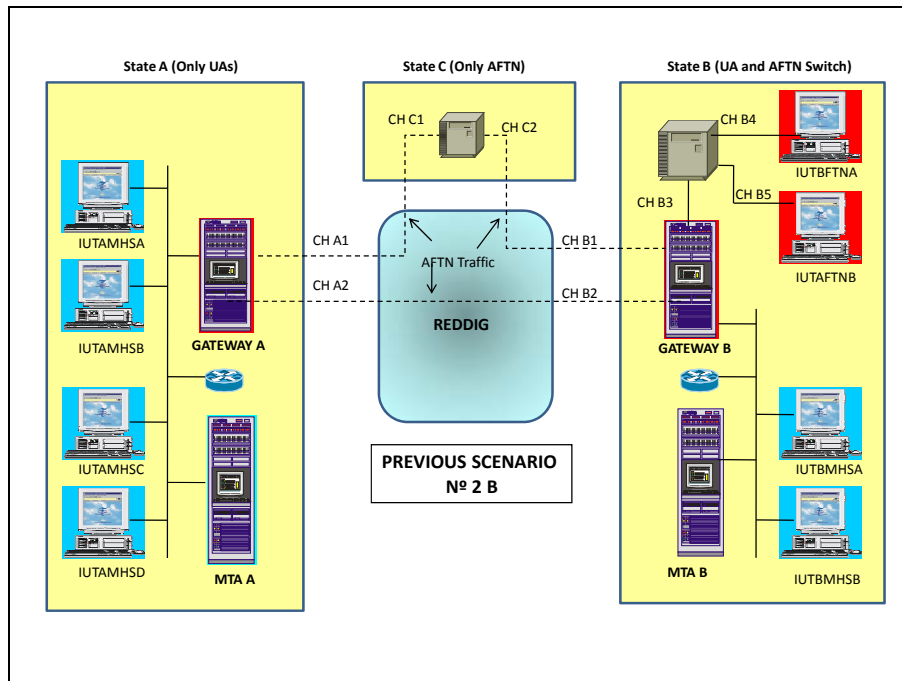 State A (Only UAs)
State C (Only AFTN)
State B (UA and AFTN Switch)
CH C1
CH C2
CH B4
IUTBFTNA
CH B5
CH B3
IUTAMHSA
IUTAFTNB
CH A1
CH B1
AFTN Traffic
CH A2
CH B2
REDDIG
IUTAMHSB
GATEWAY A
GATEWAY B
PREVIOUS SCENARIO
Nº 2 B
IUTAMHSC
IUTBMHSA
IUTAMHSD
MTA A
MTA B
IUTBMHSB